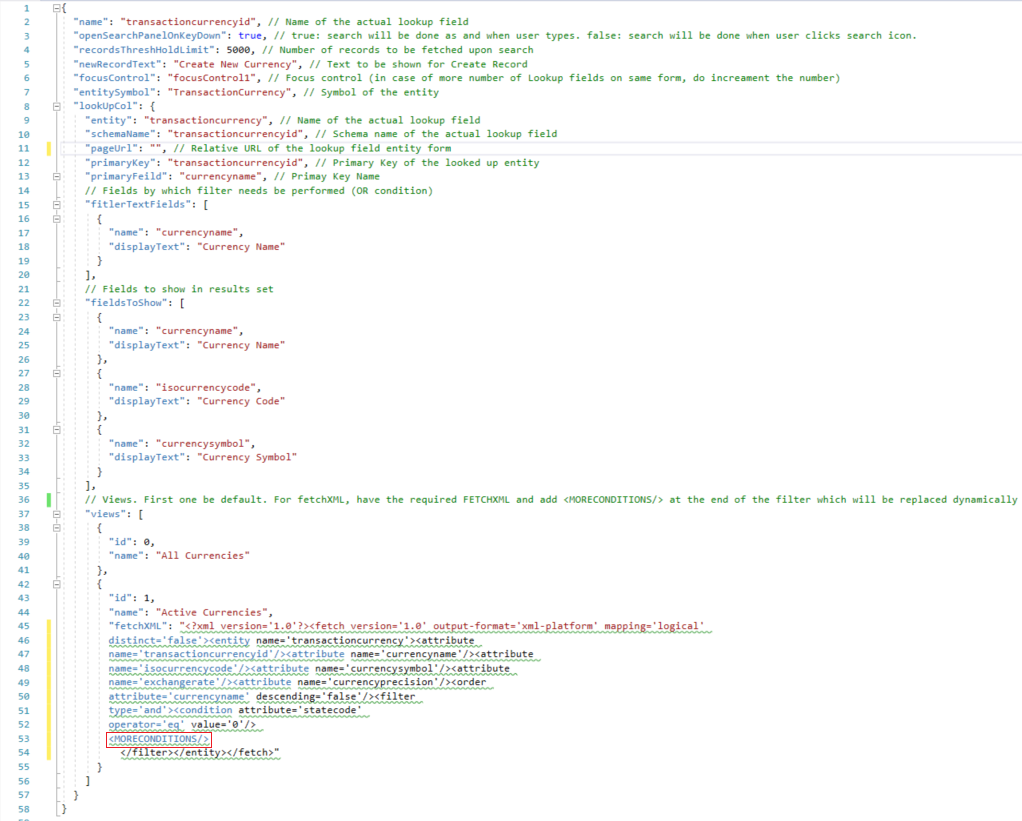 1 {
2 "name": "transactioncurrencyid", // Name of the actual lookup field
3 "openSearchPanelOnKeyDown": true, // true: search will be done as and when user types. false: search will be done when user clicks search icon.
4 "recordsThreshHoldLimit": 5000, // Number of records to be fetched upon search
5 "newRecordText": "Create New Currency", // Text to be shown for Create Record
6 "focusControl": "focusControl1", // Focus control (in case of more number of Lookup fields on same form, do increament the number)
7 "entitySymbol": "TransactionCurrency", // Symbol of the entity
8 "lookUpCol": {
9 "entity": "transactioncurrency", // Name of the actual lookup field
10 "schemaName": "transactioncurrencyid", // Schema name of the actual lookup field
11 "pageUrl": "", // Relative URL of the lookup field entity form
12 "primaryKey": "transactioncurrencyid", // Primary Key of the looked up entity
13 "primaryFeild": "currencyname", // Primay Key Name
14 // Fields by which filter needs be performed (OR condition)
15 "fitlerTextFields": [
16 {
17 "name": "currencyname",
18 "displayText": "Currency Name"
19 }
20 ],
21 // Fields to show in results set
22 "fieldsToShow": [
23 {
24 "name": "currencyname",
25 "displayText": "Currency Name"
26 },
27 {
28 "name": "isocurrencycode",
29 "displayText": "Currency Code"
30 },
31 {
32 "name": "currencysymbol",
33 "displayText": "Currency Symbol"
34 }
35 ],
36 // Views. First one be default. For fetchXML, have the required FETCHXML and add <MORECONDITIONS/> at the end of the filter which will be replaced dynamically
37 "views": [
38 {
39 "id": 0,
40 "name": "All Currencies"
41 },
42 {
43 "id": 1,
44 "name": "Active Currencies",
45 "fetchXML": "<?xml version='1.0'?><fetch version='1.0' output-format='xml-platform' mapping='logical'
46 distinct='false'><entity name='transactioncurrency'><attribute
47 name='transactioncurrencyid'/><attribute name='currencyname'/><attribute
48 name='isocurrencycode'/><attribute name='currencysymbol'/><attribute
49 name='exchangerate'/><attribute name='currencyprecision'/><order
50 attribute='currencyname' descending='false'/><filter
51 type='and'><condition attribute='statecode'
52 operator='eq' value='0'/>
53 <MORECONDITIONS/>
54 </filter></entity></fetch>"
55 }
56 ]
57 }
58 }